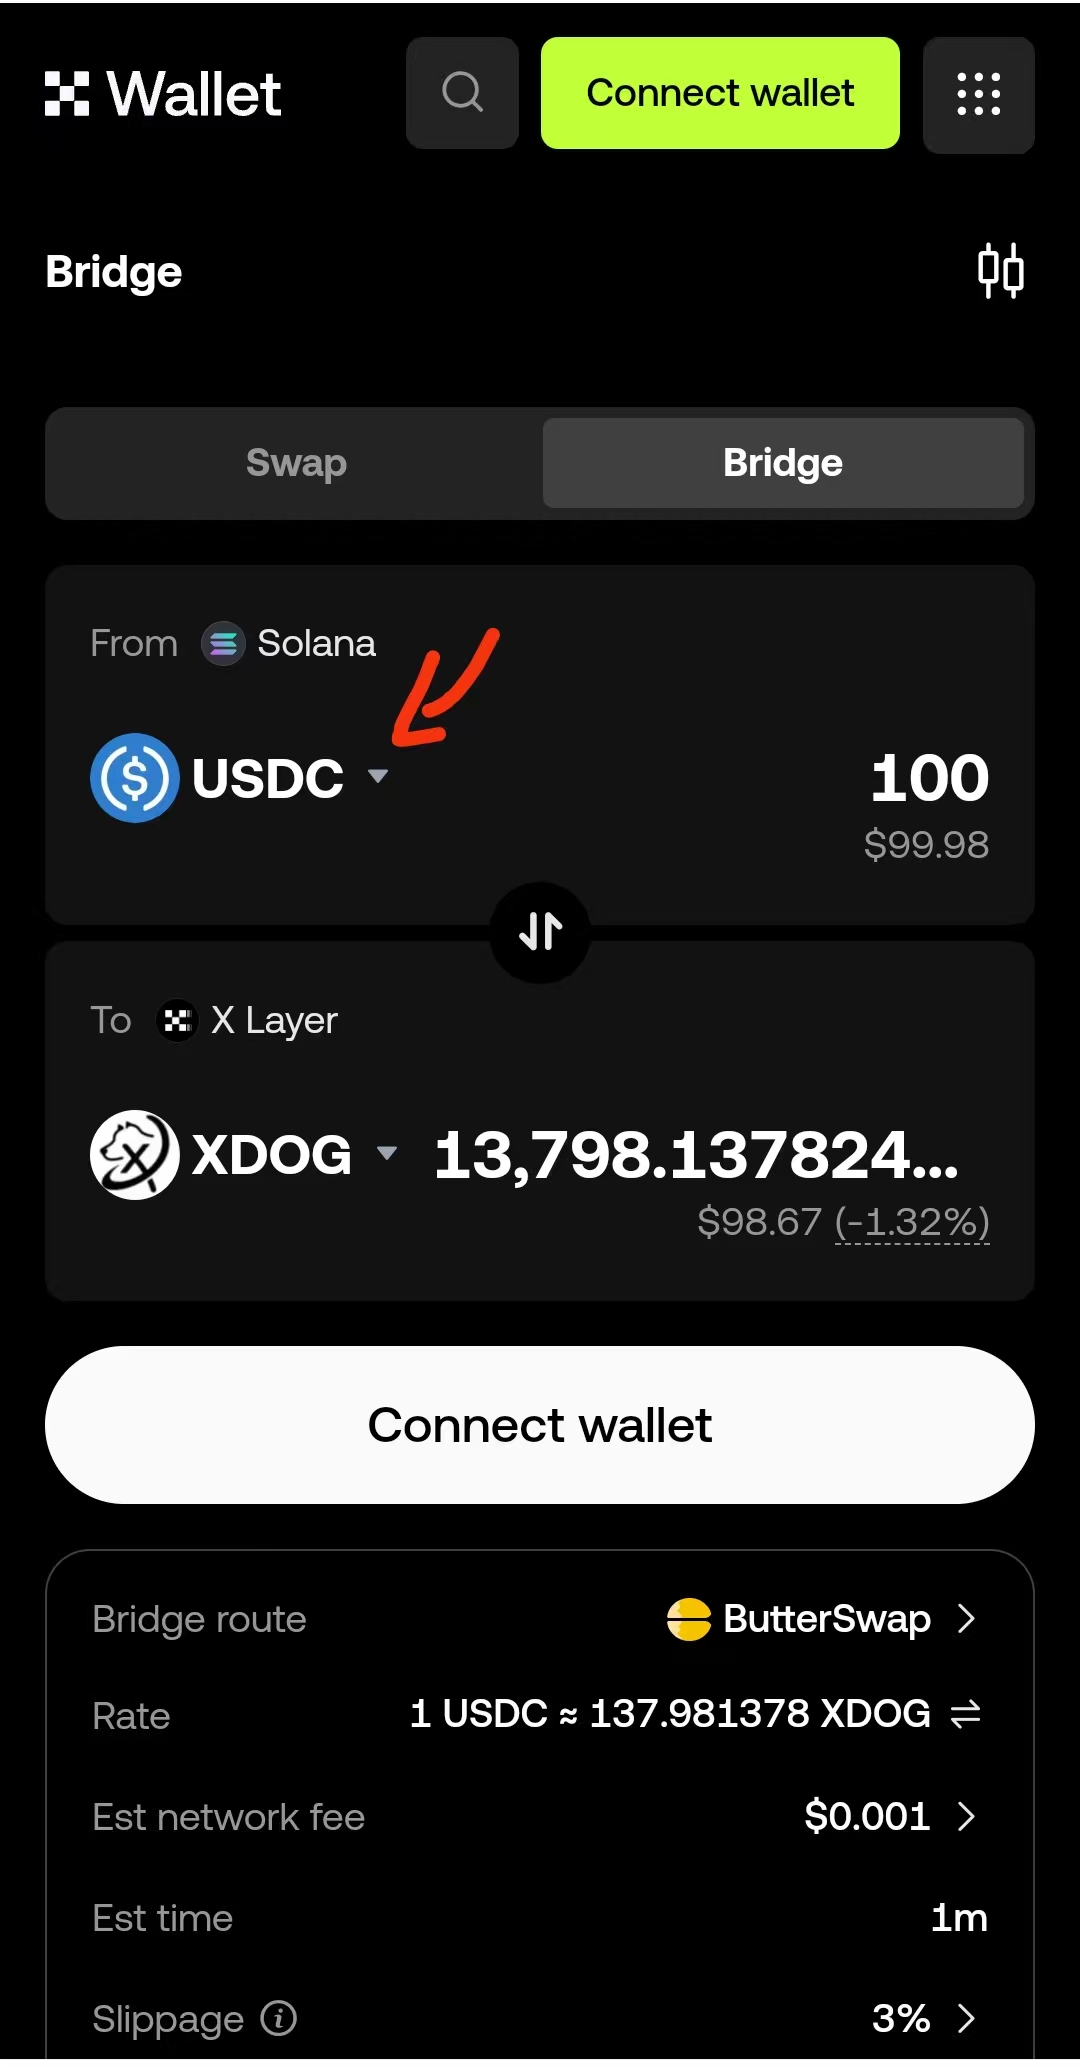 Wallet
Connect wallet
Bridge
Swap
Bridge
From Solana
USDC
100
$99.98
To X Layer
XDOG
13,798.137824...
$98.67 (-1.32%)
Connect wallet
Bridge route
ButterSwap
Rate
1 USDC ≈ 137.981378 XDOG
Est network fee
$0.001
Est time
1m
Slippage
3%